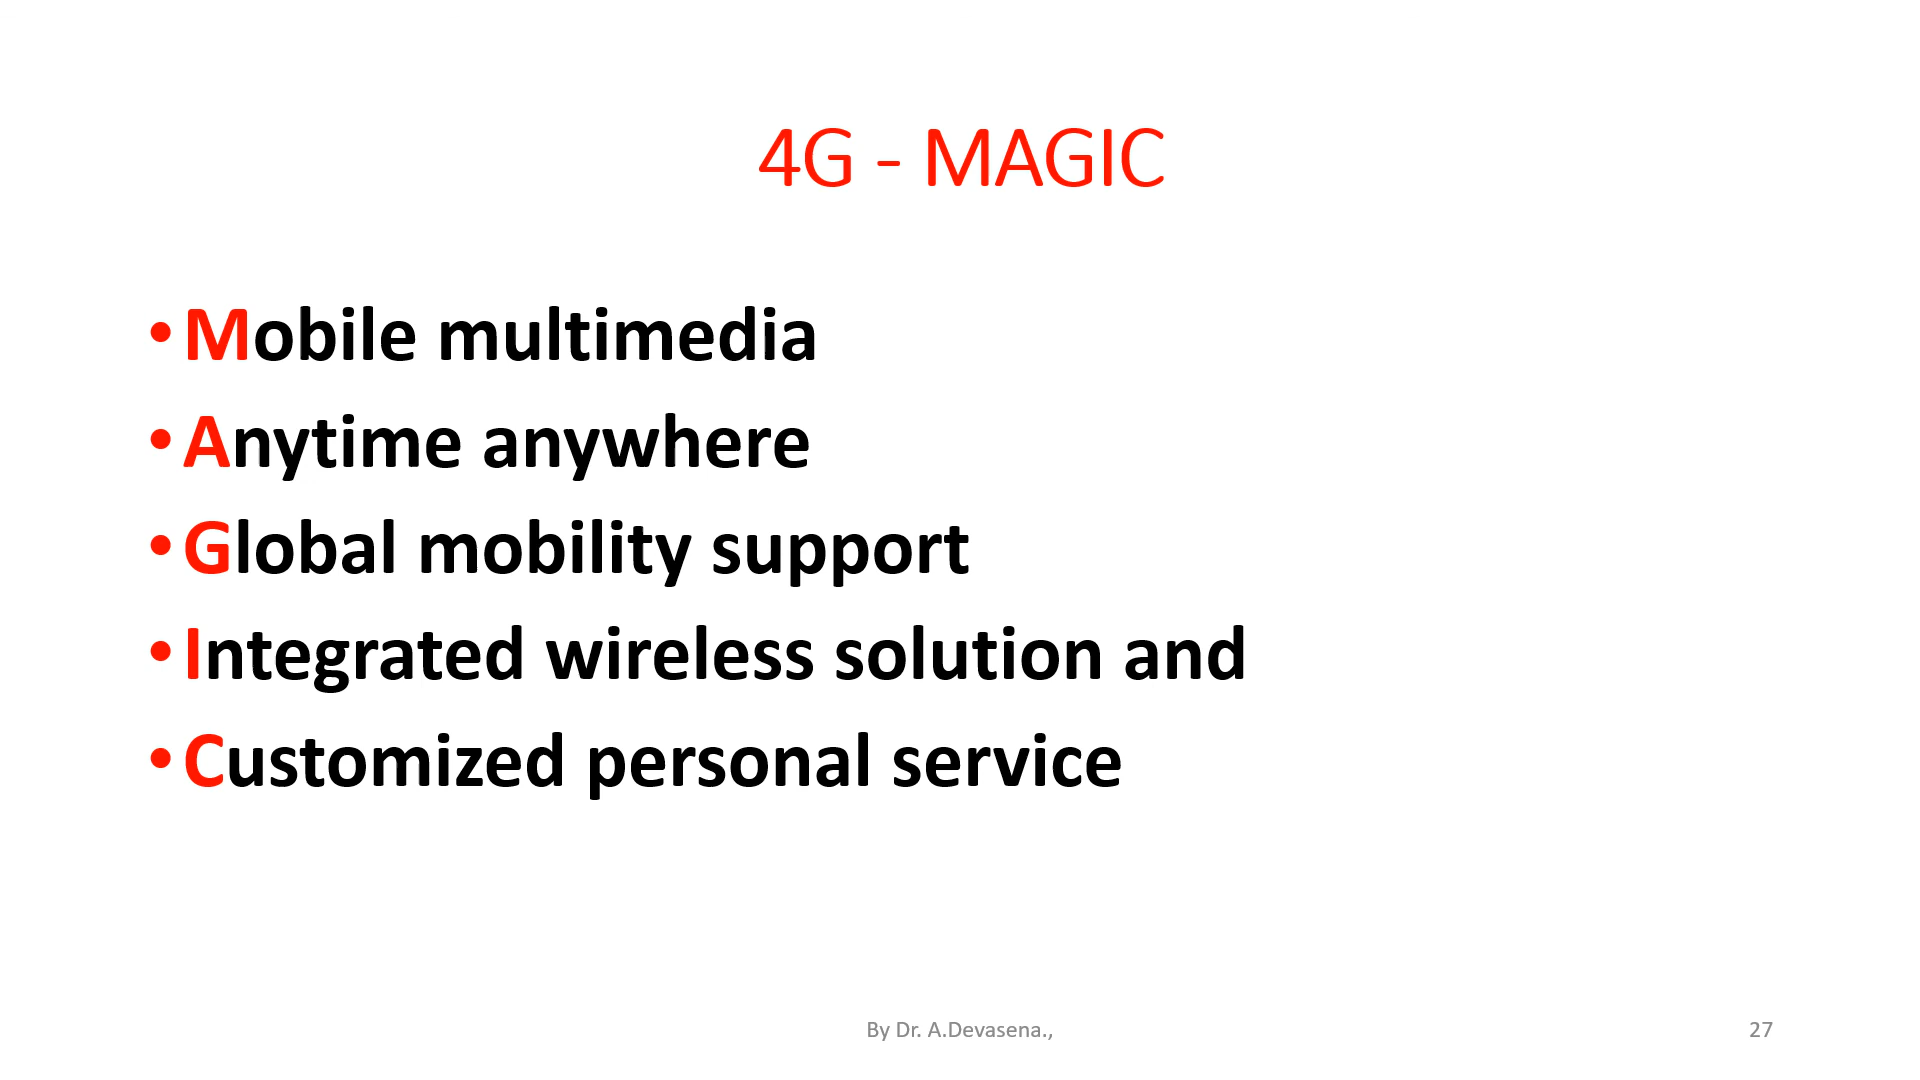 4G - MAGIC
• Mobile multimedia
• Anytime anywhere
• Global mobility support
• Integrated wireless solution and
• Customized personal service
By Dr. A.Devasena.,
27